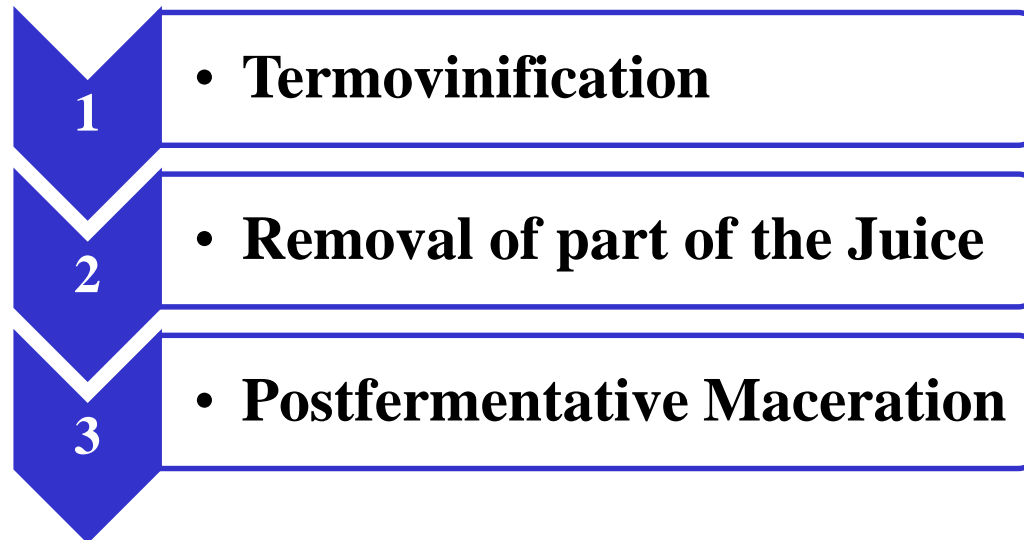 1
• Termovinification
2
• Removal of part of the Juice
3
• Postfermentative Maceration